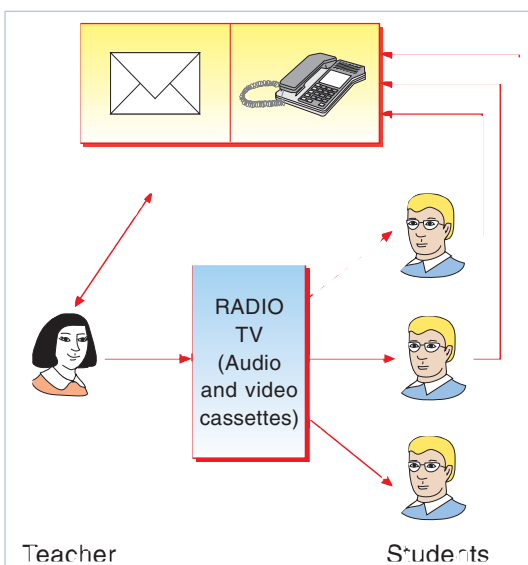 RADIO
TV
(Audio
and video
cassettes)
Teacher
Students